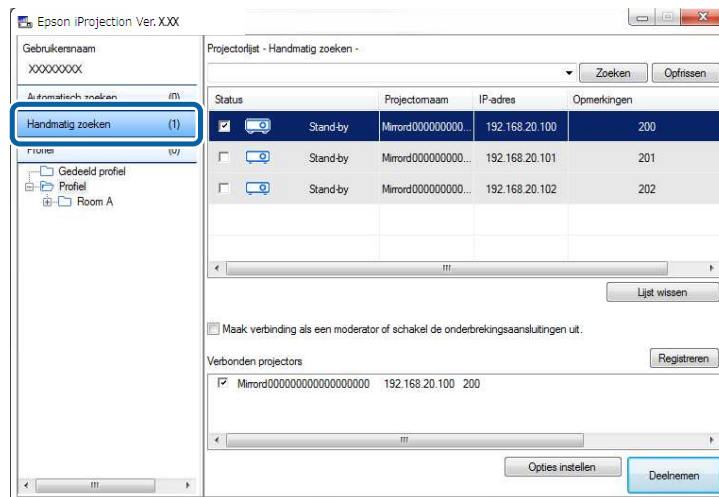 Epson iProjection Ver. X.XX
Gebruikersnaam
XXXXXXXX
Automatisch zoeken (0)
Handmatig zoeken (1)
Profiel (0)
Gedeeld profiel
Profiel
Room A
Projectorlijst - Handmatig zoeken -
Zoeken Opfrissen
Status Projectornaam IP-adres Opmerkingen
Stand-by Mirrord000000000... 192.168.20.100 200
Stand-by Mirrord000000000... 192.168.20.101 201
Stand-by Mirrord000000000... 192.168.20.102 202
Lijst wissen
Maak verbinding als een moderator of schakel de onderbrekingsaansluitingen uit.
Verbonden projectors Registreren
Mirrord00000000000000000000 192.168.20.100 200
Opties instellen Deelnemen